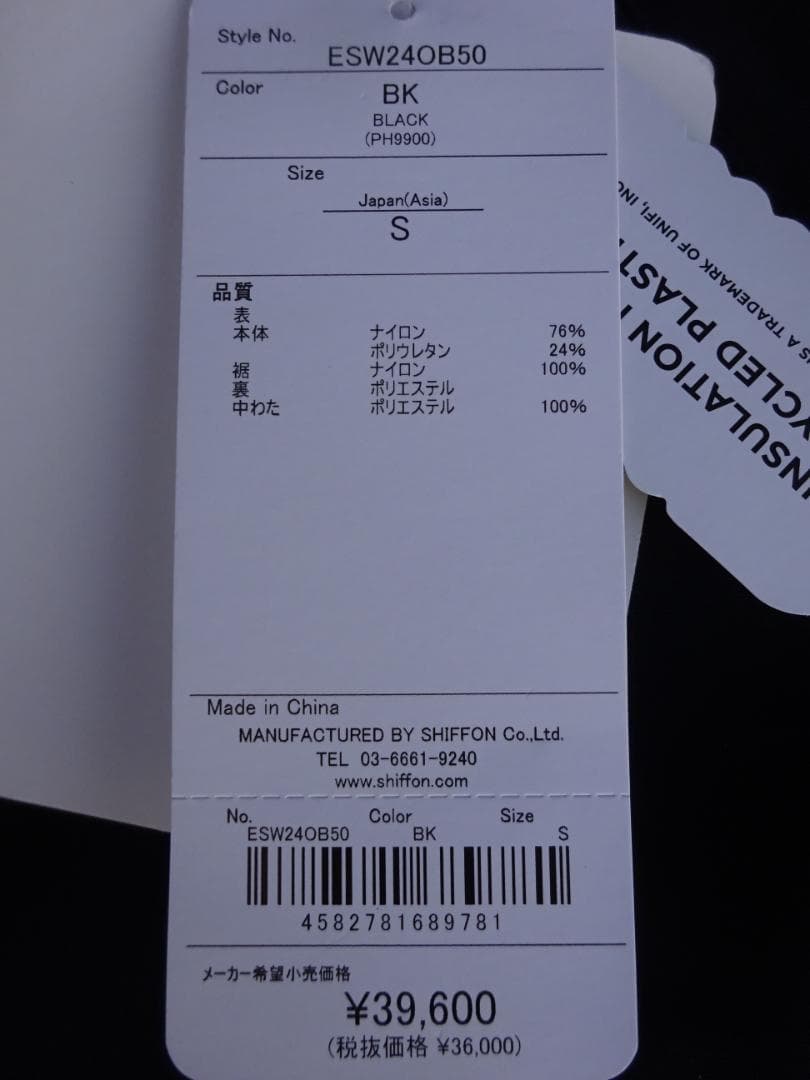 Style No.
ESW24OB50
Color
BK
BLACK
(PH9900)
Size
Japan(Asia)
S
品質
表
本体 ナイロン 76%
ポリウレタン 24%
裾 ナイロン 100%
裏 ポリエステル
中わた ポリエステル 100%
Made in China
MANUFACTURED BY SHIFFON Co.,Ltd.
TEL 03-6661-9240
www.shiffon.com
No. Color Size
ESW24OB50 BK S
4582781689781
メーカー希望小売価格
¥39,600
(税抜価格 ¥36,000)
A TRADEMARK OF UNIFI, INC
INSULATION